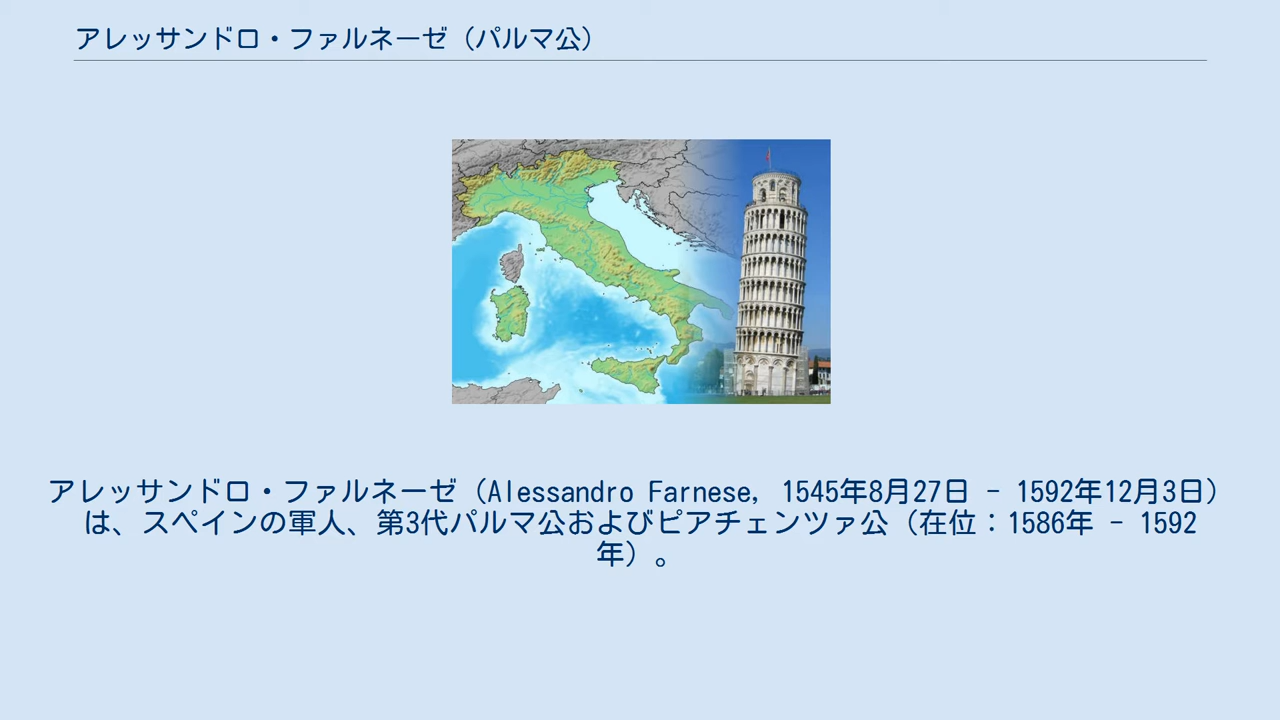 アレッサンドロ・ファルネーゼ（パルマ公）
アレッサンドロ・ファルネーゼ（Alessandro Farnese, 1545年8月27日 - 1592年12月3日）
は、スペインの軍人、第3代パルマ公およびピアチェンツァ公（在位：1586年 - 1592
年）。